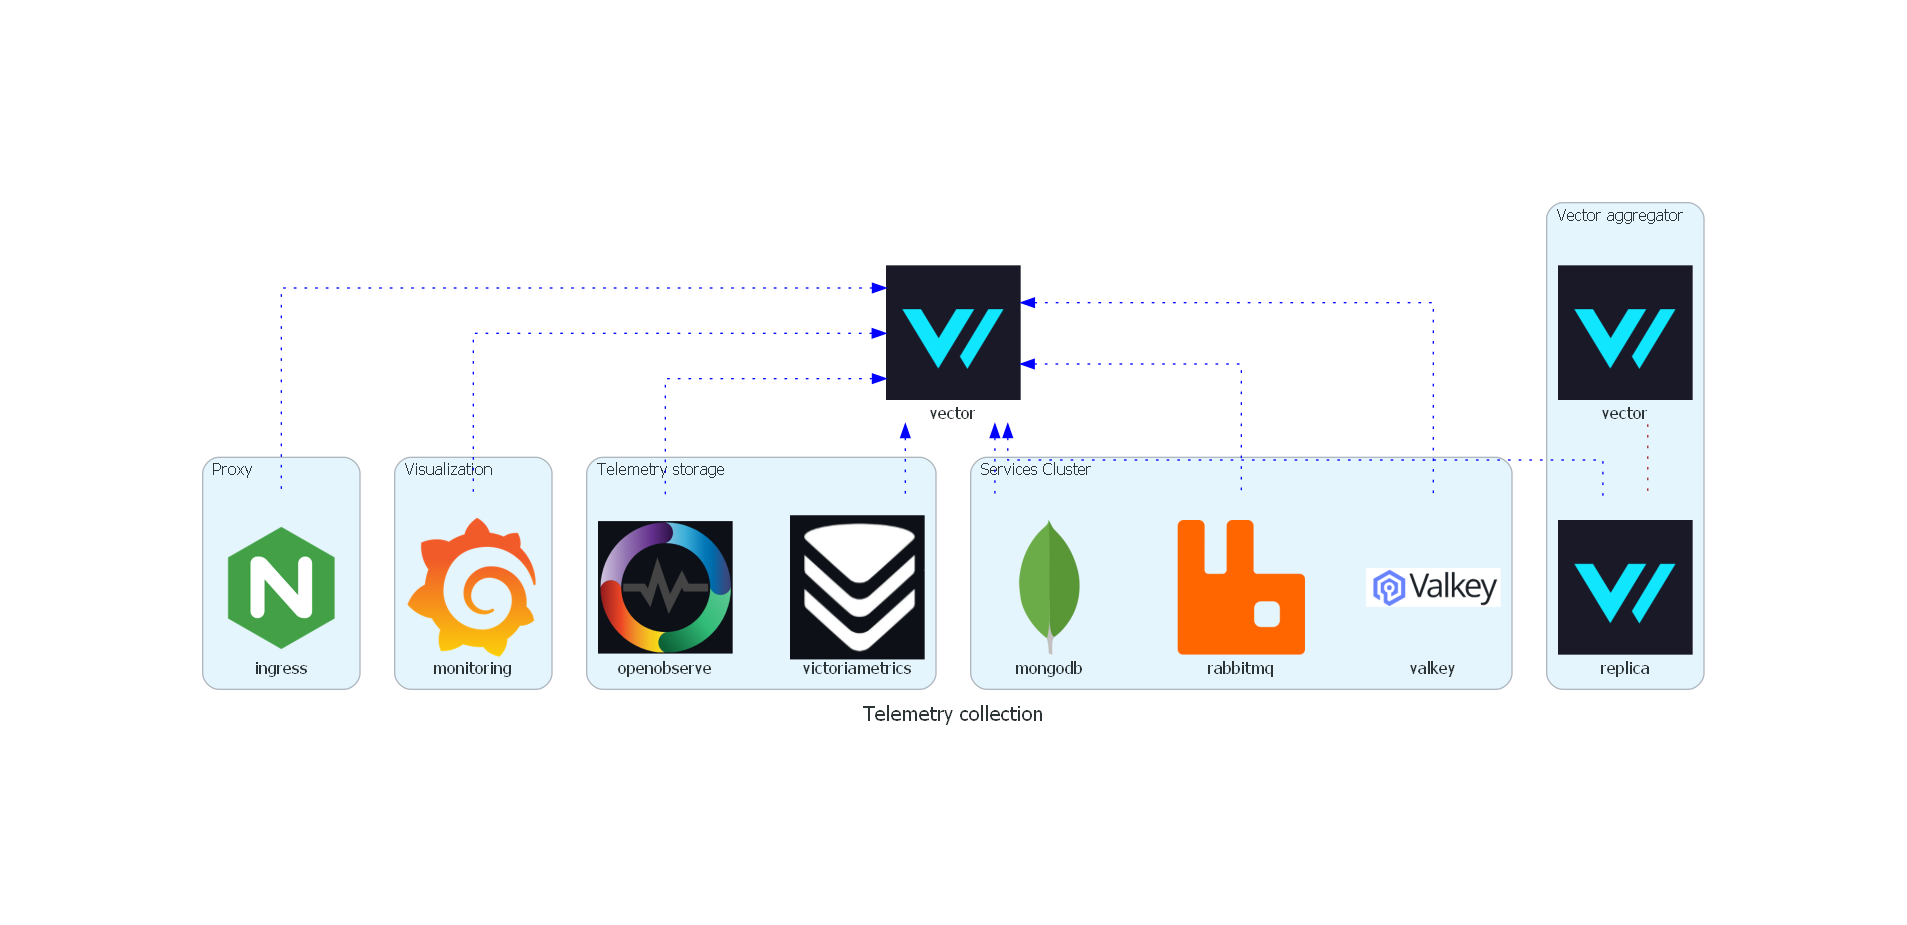 Vector aggregator
vector
vector
Proxy
Visualization
Telemetry storage
Services Cluster
N
Valkey
ingress
monitoring
openobserve
victoriametrics
mongodb
rabbitmq
valkey
replica
Telemetry collection